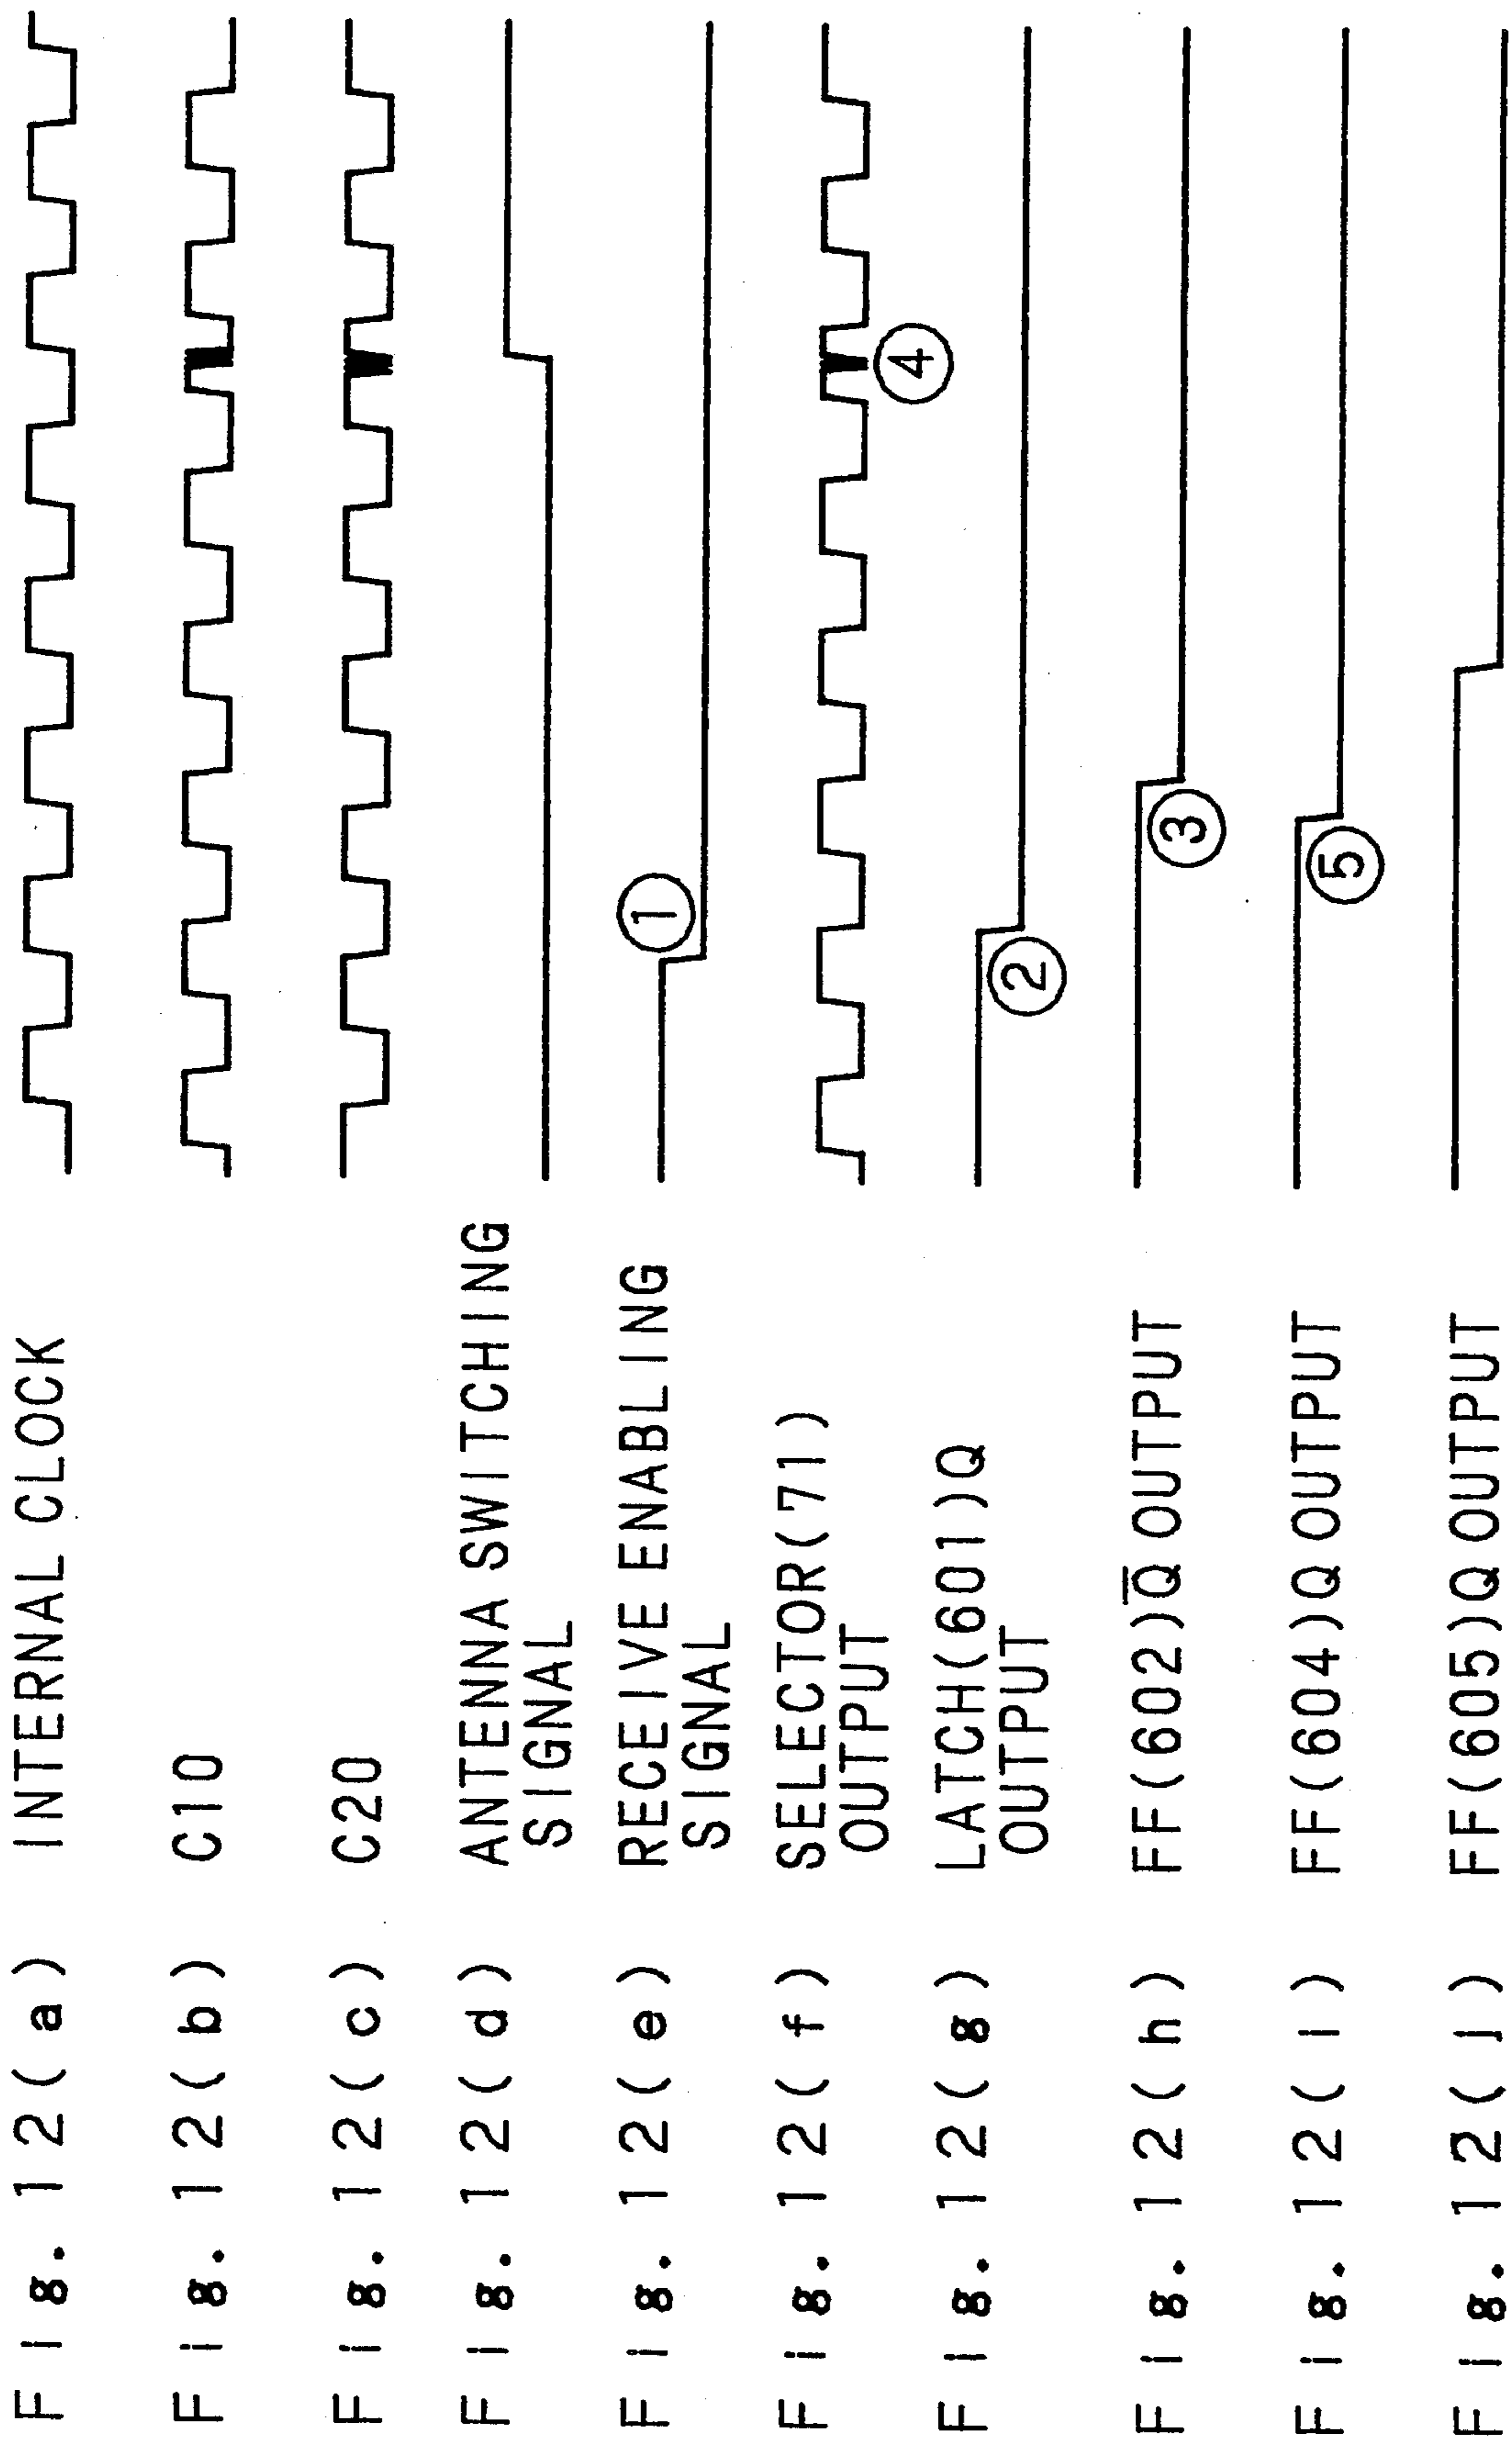 Fig. 12(a) INTERNAL CLOCK
Fig. 12(b) C10
Fig. 12(c) C20
Fig. 12(d) ANTENNA SWITCHING
SIGNAL
Fig. 12(e) RECEIVE ENABLING
SIGNAL
①
Fig. 12(f) SELECTOR(71)
OUTPUT
④
Fig. 12(g) LATCH(601)Q
OUTPUT
②
Fig. 12(h) FF(602)Q̅ OUTPUT
③
Fig. 12(i) FF(604)Q OUTPUT
⑤
Fig. 12(j) FF(605)Q OUTPUT